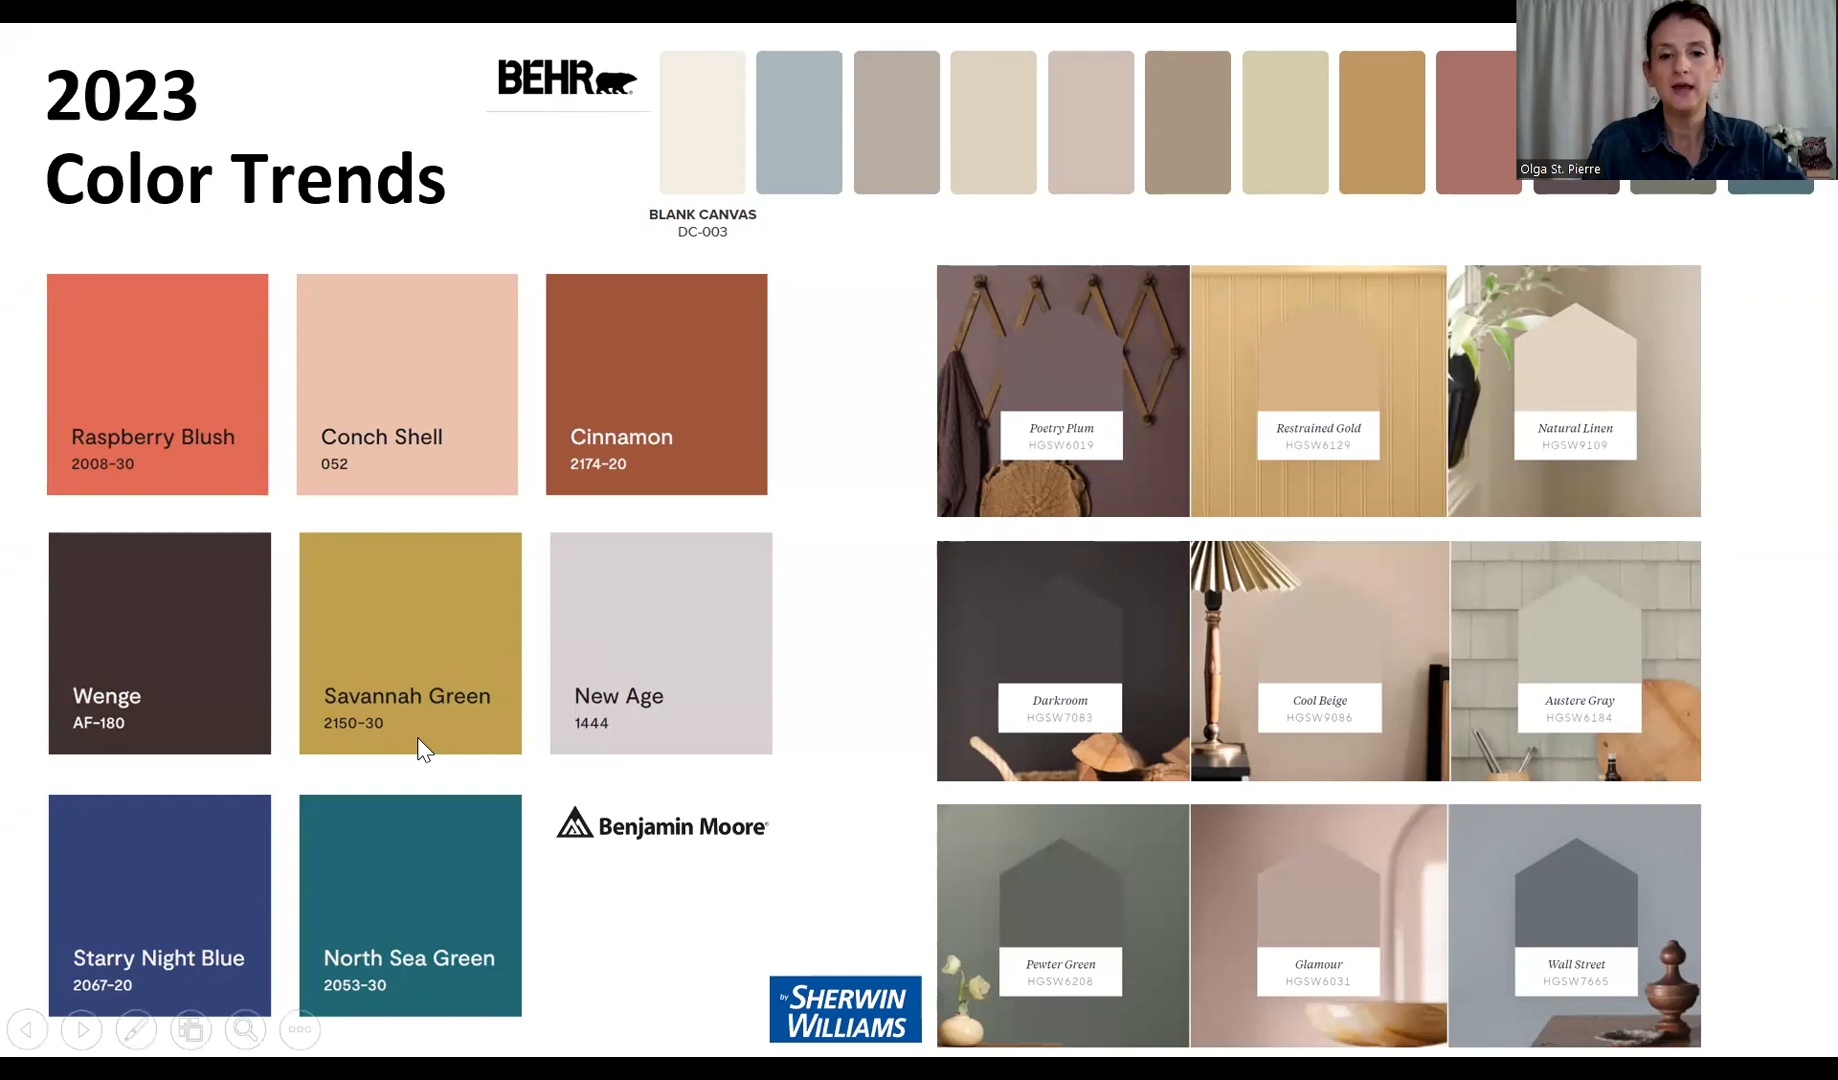 2023
Color Trends
BEHR
BLANK CANVAS
DC-003
Olga St. Pierre
Raspberry Blush
2008-30
Conch Shell
052
Cinnamon
2174-20
Wenge
AF-180
Savannah Green
2150-30
New Age
1444
Starry Night Blue
2067-20
North Sea Green
2053-30
Benjamin Moore
by SHERWIN
WILLIAMS
Poetry Plum
HGSW6019
Restrained Gold
HGSW6129
Natural Linen
HGSW9109
Darkroom
HGSW7083
Cool Beige
HGSW9086
Austere Gray
HGSW6184
Pewter Green
HGSW6208
Glamour
HGSW6031
Wall Street
HGSW7665